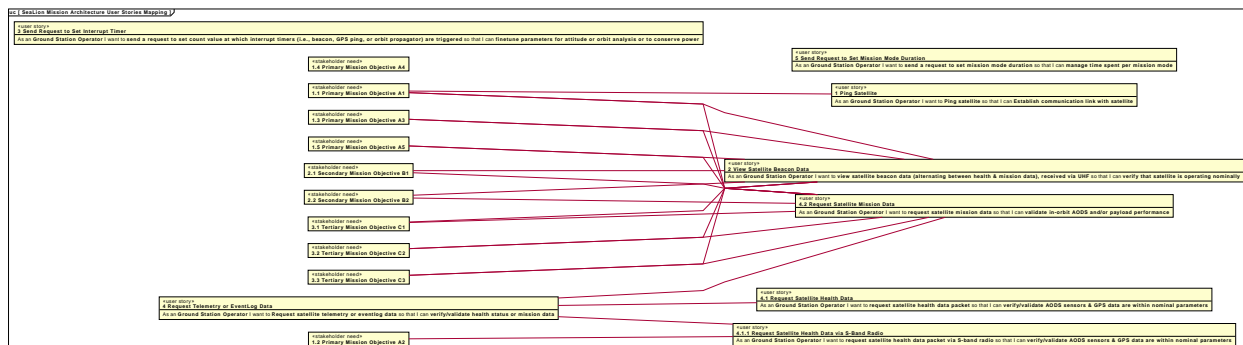 uc [ SeaLion Mission Architecture User Stories Mapping ]
«user story»
3 Send Request to Set Interrupt Timer
As an Ground Station Operator I want to send a request to set count value at which interrupt timers (i.e., beacon, GPS ping, or orbit propagator) are triggered so that I can finetune parameters for attitude or orbit analysis or to conserve power
«user story»
5 Send Request to Set Mission Mode Duration
As an Ground Station Operator I want to send a request to set mission mode duration so that I can manage time spent per mission mode
«stakeholder need»
1.4 Primary Mission Objective A4
«stakeholder need»
1.1 Primary Mission Objective A1
«user story»
1 Ping Satellite
As an Ground Station Operator I want to Ping satellite so that I can Establish communication link with satellite
«stakeholder need»
1.3 Primary Mission Objective A3
«stakeholder need»
1.5 Primary Mission Objective A5
«stakeholder need»
2.1 Secondary Mission Objective B1
«user story»
2 View Satellite Beacon Data
As an Ground Station Operator I want to view satellite beacon data (alternating between health & mission data), received via UHF so that I can verify that satellite is operating nominally
«stakeholder need»
2.2 Secondary Mission Objective B2
«user story»
4.2 Request Satellite Mission Data
As an Ground Station Operator I want to request satellite mission data so that I can validate in-orbit AODS and/or payload performance
«stakeholder need»
3.1 Tertiary Mission Objective C1
«stakeholder need»
3.2 Tertiary Mission Objective C2
«stakeholder need»
3.3 Tertiary Mission Objective C3
«user story»
4 Request Telemetry or EventLog Data
As an Ground Station Operator I want to Request satellite telemetry or eventlog data so that I can verify/validate health status or mission data
«user story»
4.1 Request Satellite Health Data
As an Ground Station Operator I want to request satellite health data packet so that I can verify/validate AODS sensors & GPS data are within nominal parameters
«user story»
4.1.1 Request Satellite Health Data via S-Band Radio
As an Ground Station Operator I want to request satellite health data packet via S-band radio so that I can verify/validate AODS sensors & GPS data are within nominal parameters
«stakeholder need»
1.2 Primary Mission Objective A2